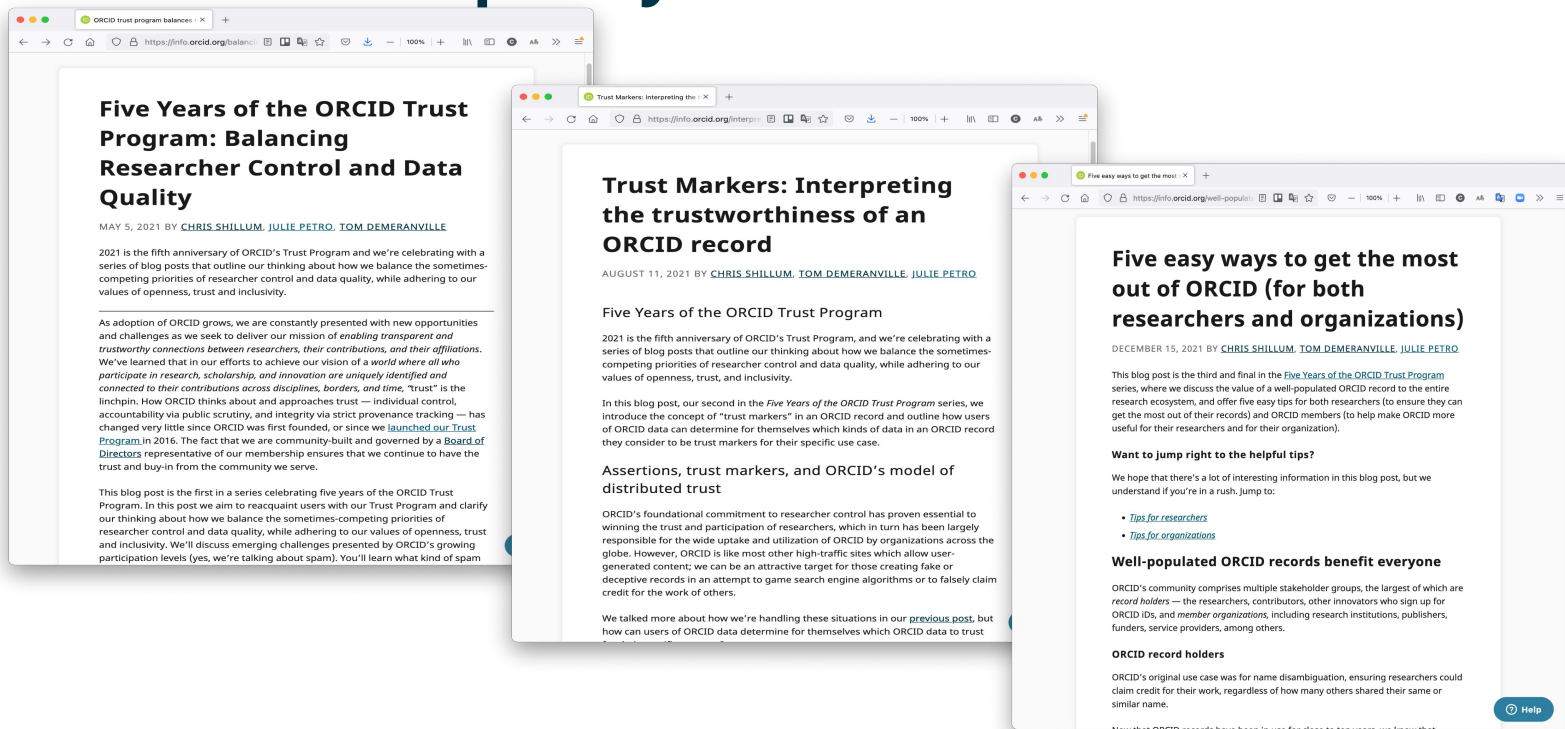 ORCID trust program balances
https://info.orcid.org/balanci
100%
Five Years of the ORCID Trust
Program: Balancing
Researcher Control and Data
Quality
MAY 5, 2021 BY CHRIS SHILLUM, JULIE PETRO, TOM DEMERANVILLE
2021 is the fifth anniversary of ORCID's Trust Program and we're celebrating with a
series of blog posts that outline our thinking about how we balance the sometimes-
competing priorities of researcher control and data quality, while adhering to our
values of openness, trust and inclusivity.
As adoption of ORCID grows, we are constantly presented with new opportunities
and challenges as we seek to deliver our mission of enabling transparent and
trustworthy connections between researchers, their contributions, and their affiliations.
We've learned that in our efforts to achieve our vision of a world where all who
participate in research, scholarship, and innovation are uniquely identified and
connected to their contributions across disciplines, borders, and time, "trust" is the
linchpin. How ORCID thinks about and approaches trust — individual control,
accountability via public scrutiny, and integrity via strict provenance tracking — has
changed very little since ORCID was first founded, or since we launched our Trust
Program in 2016. The fact that we are community-built and governed by a Board of
Directors representative of our membership ensures that we continue to have the
trust and buy-in from the community we serve.
This blog post is the first in a series celebrating five years of the ORCID Trust
Program. In this post we aim to reacquaint users with our Trust Program and clarify
our thinking about how we balance the sometimes-competing priorities of
researcher control and data quality, while adhering to our values of openness, trust
and inclusivity. We'll discuss emerging challenges presented by ORCID's growing
participation levels (yes, we're talking about spam). You'll learn what kind of spam
Trust Markers: Interpreting the
https://info.orcid.org/interpre
100%
Trust Markers: Interpreting
the trustworthiness of an
ORCID record
AUGUST 11, 2021 BY CHRIS SHILLUM, TOM DEMERANVILLE, JULIE PETRO
Five Years of the ORCID Trust Program
2021 is the fifth anniversary of ORCID's Trust Program, and we're celebrating with a
series of blog posts that outline our thinking about how we balance the sometimes-
competing priorities of researcher control and data quality, while adhering to our
values of openness, trust, and inclusivity.
In this blog post, our second in the Five Years of the ORCID Trust Program series, we
introduce the concept of "trust markers" in an ORCID record and outline how users
of ORCID data can determine for themselves which kinds of data in an ORCID record
they consider to be trust markers for their specific use case.
Assertions, trust markers, and ORCID's model of
distributed trust
ORCID's foundational commitment to researcher control has proven essential to
winning the trust and participation of researchers, which in turn has been largely
responsible for the wide uptake and utilization of ORCID by organizations across the
globe. However, ORCID is like most other high-traffic sites which allow user-
generated content; we can be an attractive target for those creating fake or
deceptive records in an attempt to game search engine algorithms or to falsely claim
credit for the work of others.
We talked more about how we're handling these situations in our previous post, but
how can users of ORCID data determine for themselves which ORCID data to trust
Five easy ways to get the most
https://info.orcid.org/well-populat
100%
Five easy ways to get the most
out of ORCID (for both
researchers and organizations)
DECEMBER 15, 2021 BY CHRIS SHILLUM, TOM DEMERANVILLE, JULIE PETRO
This blog post is the third and final in the Five Years of the ORCID Trust Program
series, where we discuss the value of a well-populated ORCID record to the entire
research ecosystem, and offer five easy tips for both researchers (to ensure they can
get the most out of their records) and ORCID members (to help make ORCID more
useful for their researchers and for their organization).
Want to jump right to the helpful tips?
We hope that there's a lot of interesting information in this blog post, but we
understand if you're in a rush. Jump to:
• Tips for researchers
• Tips for organizations
Well-populated ORCID records benefit everyone
ORCID's community comprises multiple stakeholder groups, the largest of which are
record holders — the researchers, contributors, other innovators who sign up for
ORCID iDs, and member organizations, including research institutions, publishers,
funders, service providers, among others.
ORCID record holders
ORCID's original use case was for name disambiguation, ensuring researchers could
claim credit for their work, regardless of how many others shared their same or
similar name.
Help